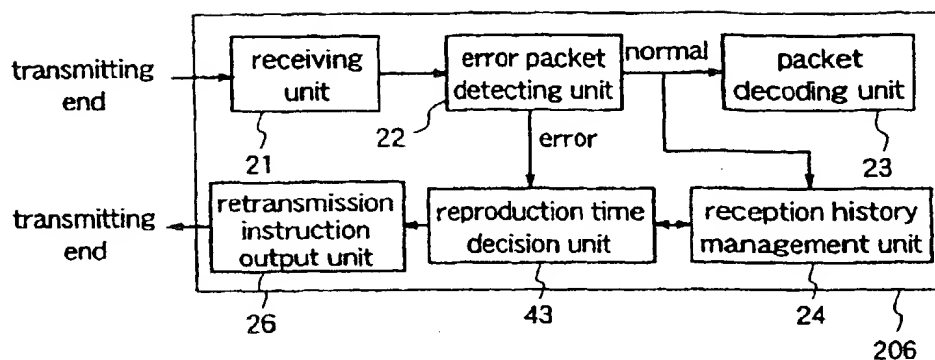 transmitting
end
receiving
unit
error packet
detecting unit
normal
packet
decoding unit
21
22
error
23
transmitting
end
retransmission
instruction
output unit
reproduction time
decision unit
reception history
management unit
26
43
24
206